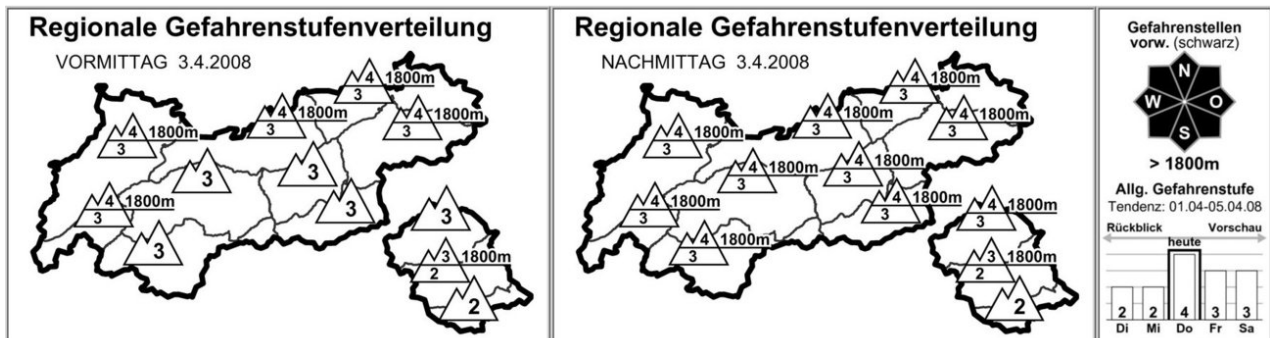 Regionale Gefahrenstufenverteilung
VORMITTAG 3.4.2008
4 1800m
3
4 1800m
3
4 1800m
3
4 1800m
3
3
3
4 1800m
3
3
3
3
3 1800m
2
2
Regionale Gefahrenstufenverteilung
NACHMITTAG 3.4.2008
4 1800m
3
4 1800m
3
4 1800m
3
4 1800m
3
4 1800m
3
4 1800m
3
4 1800m
3
4 1800m
3
4 1800m
3
4 1800m
3
3 1800m
2
2
Gefahrenstellen
vorw. (schwarz)
N
W O
S
> 1800m
Allg. Gefahrenstufe
Tendenz: 01.04-05.04.08
Rückblick Vorschau
heute
2 2 4 3 3
Di Mi Do Fr Sa